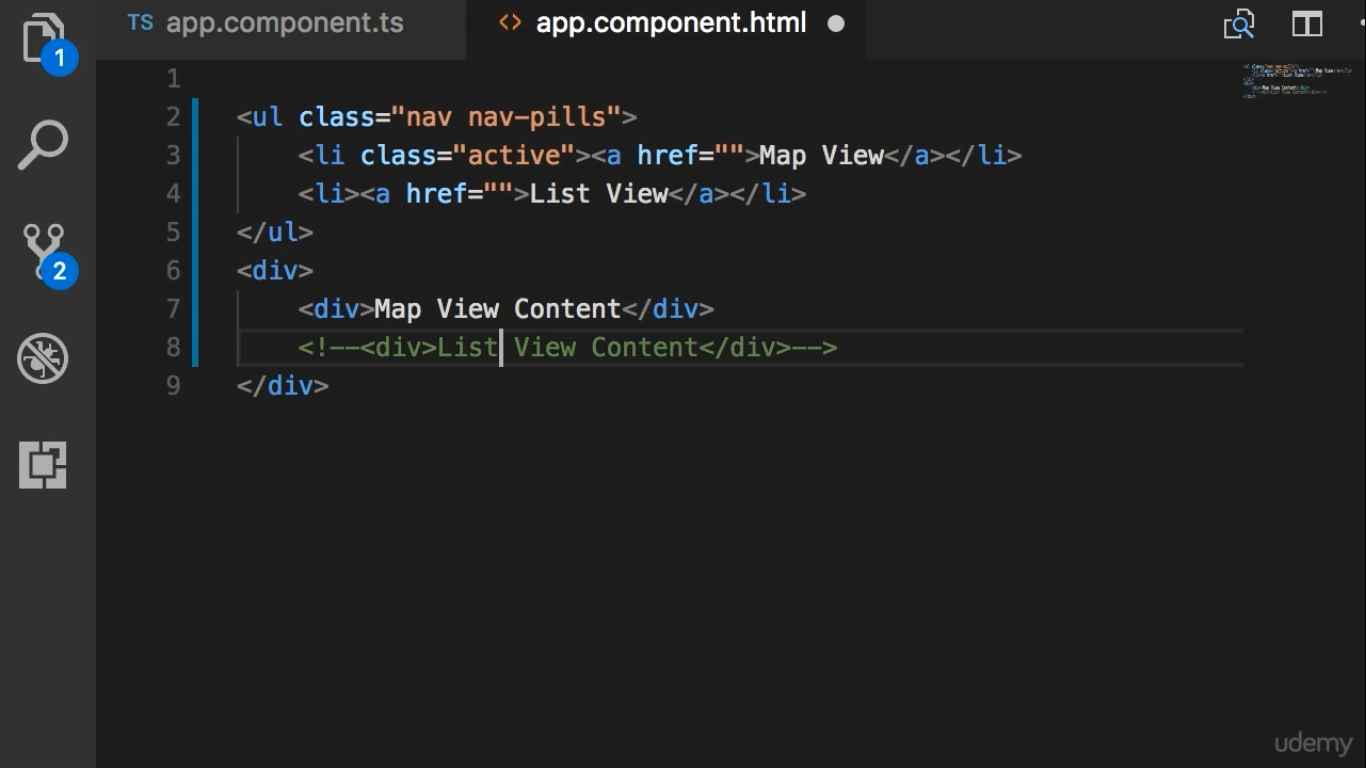 TS app.component.ts
<> app.component.html
1
1
2 <ul class="nav nav-pills">
3 <li class="active"><a href="">Map View</a></li>
4 <li><a href="">List View</a></li>
5 </ul>
6 <div>
7 <div>Map View Content</div>
8 <!--<div>List View Content</div>-->
9 </div>
2
udemy